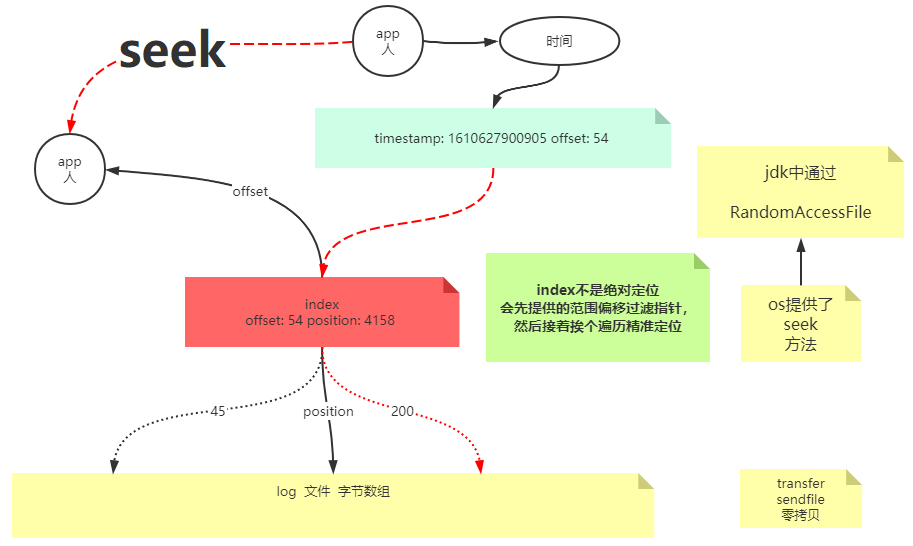 seek
app
人
时间
timestamp: 1610627900905 offset: 54
app
人
offset
jdk中通过
RandomAccessFile
index
offset: 54 position: 4158
index不是绝对定位
会先提供的范围偏移过滤指针，
然后接着挨个遍历精准定位
os提供了
seek
方法
45
position
200
log 文件 字节数组
transfer
sendfile
零拷贝